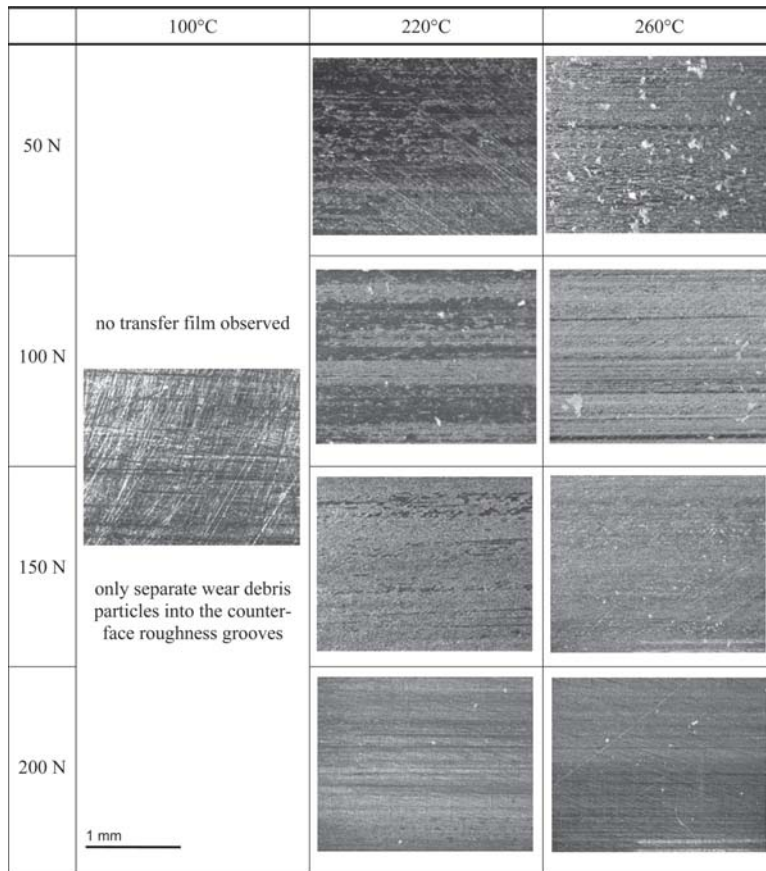 100°C 220°C 260°C
50 N
100 N
no transfer film observed
150 N
only separate wear debris
particles into the counter-
face roughness grooves
200 N
1 mm